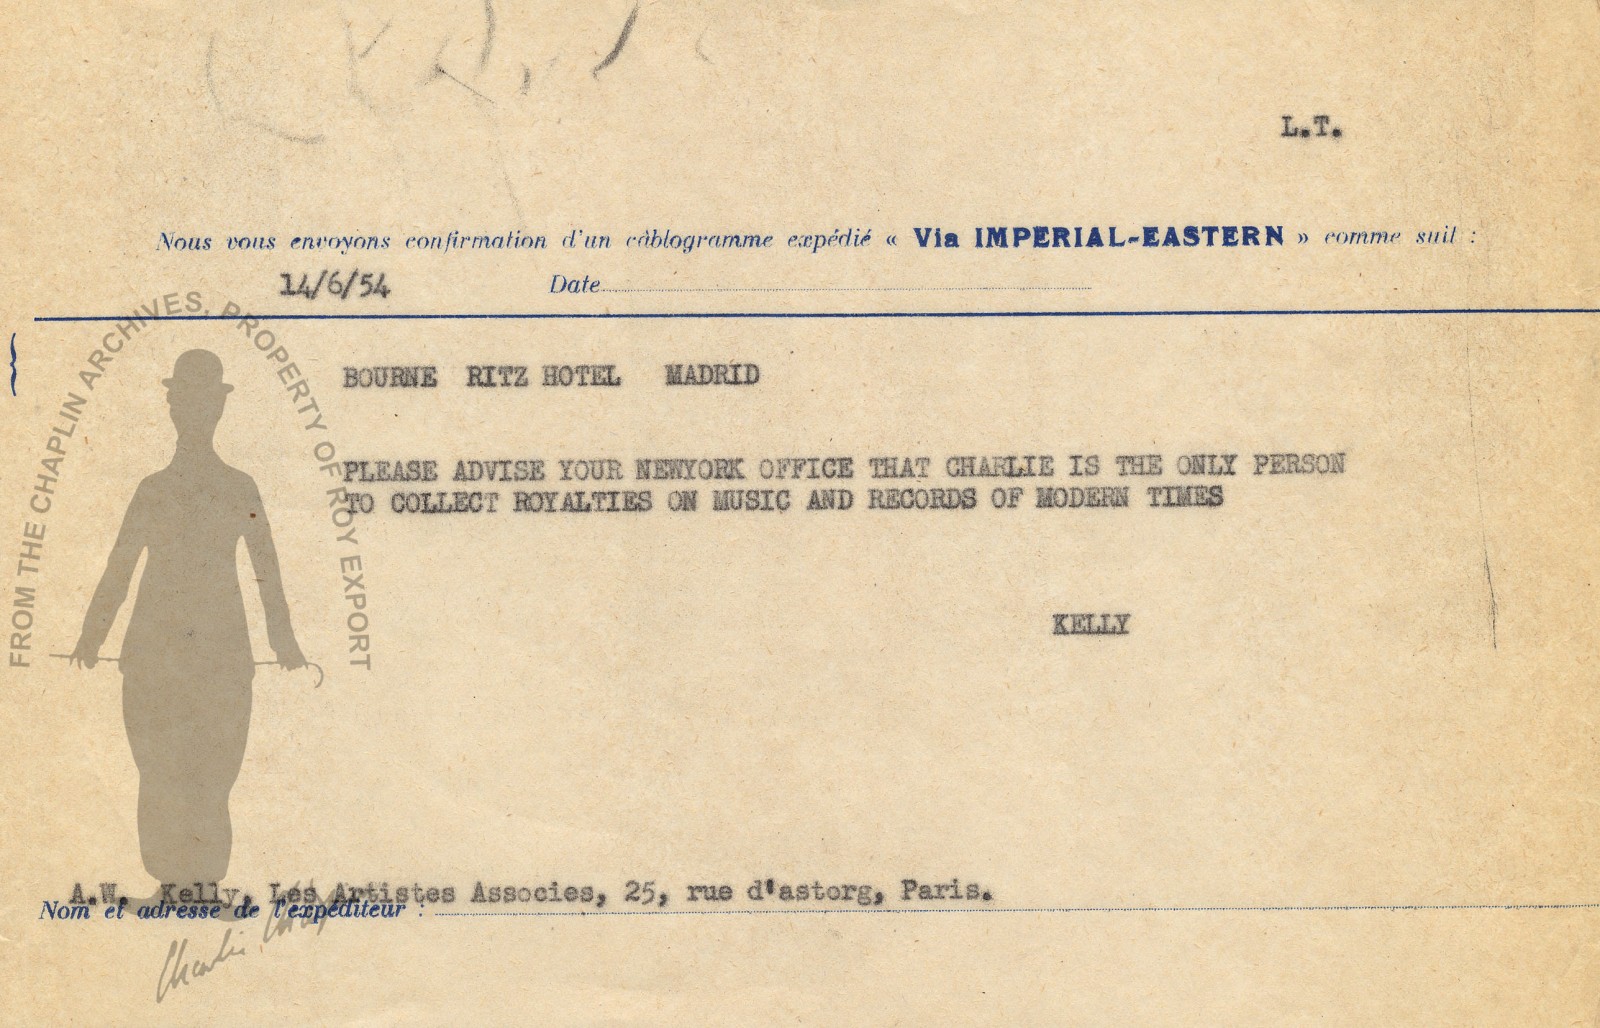 L.T.
Nous vous envoyons confirmation d'un câblogramme expédié « Via IMPERIAL-EASTERN » comme suit :
14/6/54 Date
BOURNE RITZ HOTEL MADRID
PLEASE ADVISE YOUR NEWYORK OFFICE THAT CHARLIE IS THE ONLY PERSON
TO COLLECT ROYALTIES ON MUSIC AND RECORDS OF MODERN TIMES
KELLY
FROM THE CHAPLIN ARCHIVES, PROPERTY OF ROY EXPORT
A.W. Kelly, Les Artistes Associes, 25, rue d'astorg, Paris.
Nom et adresse de l'expéditeur :
Charlie